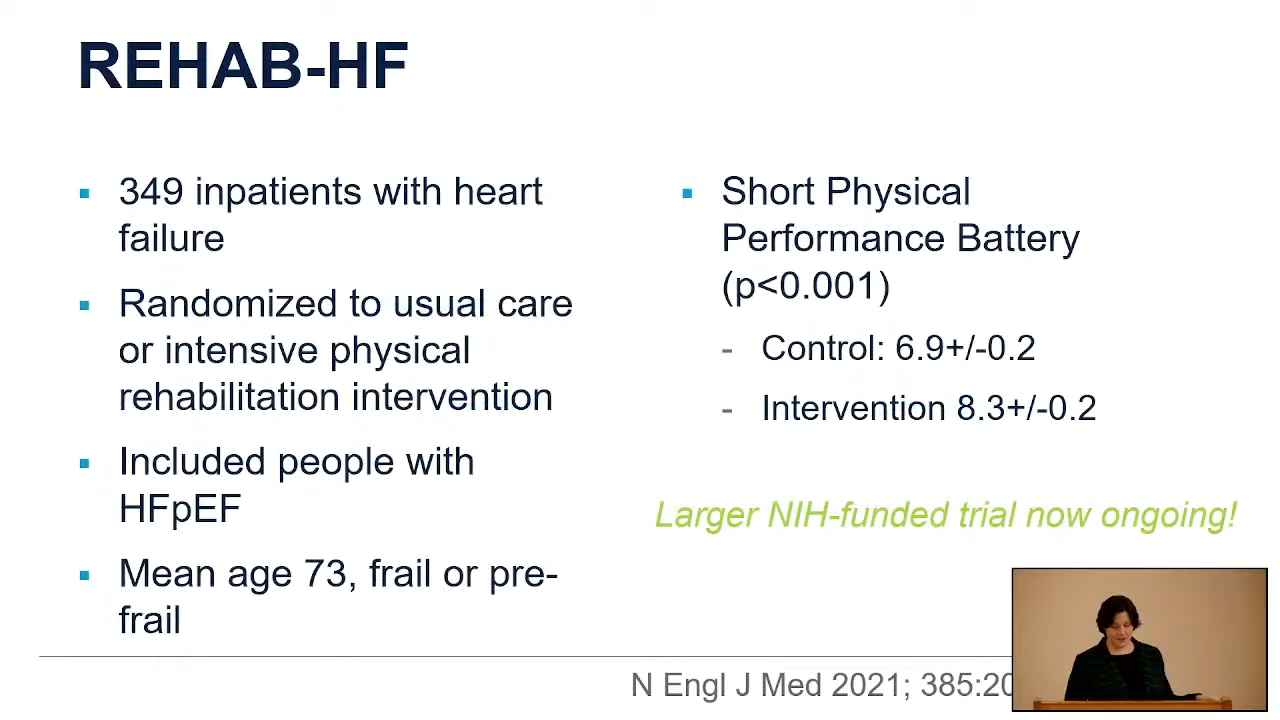 REHAB-HF
349 inpatients with heart
failure
Randomized to usual care
or intensive physical
rehabilitation intervention
Included people with
HFpEF
Mean age 73, frail or pre-
frail
Short Physical
Performance Battery
(p<0.001)
- Control: 6.9+/-0.2
- Intervention 8.3+/-0.2
Larger NIH-funded trial now ongoing!
N Engl J Med 2021; 385:20